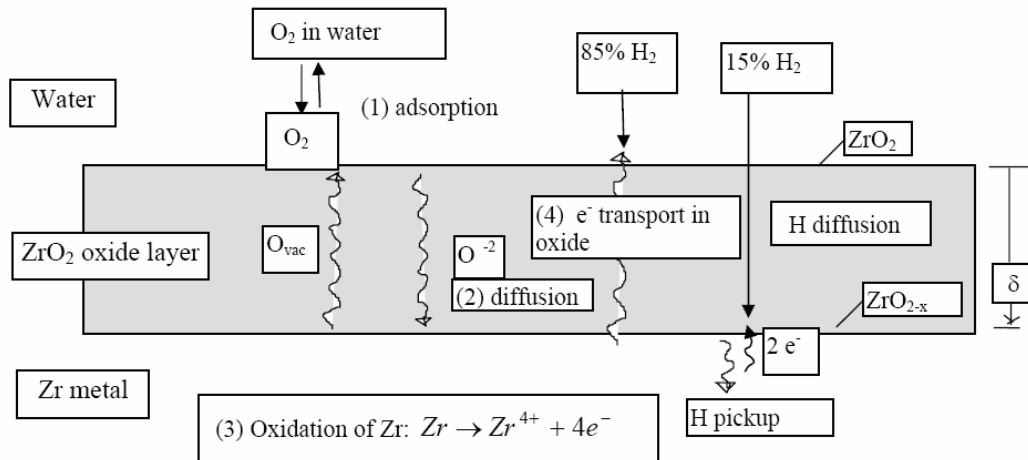 O₂ in water
85% H₂
15% H₂
Water
(1) adsorption
O₂
ZrO₂
(4) e⁻ transport in
oxide
H diffusion
ZrO₂ oxide layer
Oᵥₐc
O ⁻²
(2) diffusion
δ
ZrO₂₋ₓ
2 e⁻
Zr metal
H pickup
(3) Oxidation of Zr: Zr → Zr⁴⁺ + 4e⁻